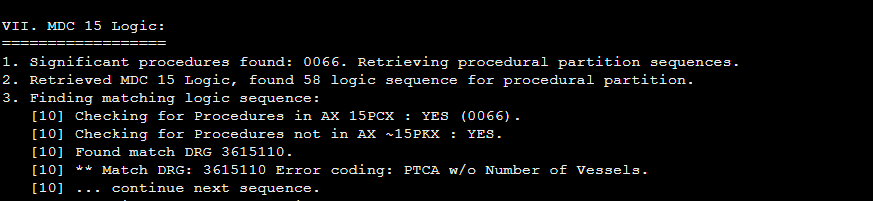 VII. MDC 15 Logic:
==================
1. Significant procedures found: 0066. Retrieving procedural partition sequences.
2. Retrieved MDC 15 Logic, found 58 logic sequence for procedural partition.
3. Finding matching logic sequence:
[10] Checking for Procedures in AX 15PCX : YES (0066).
[10] Checking for Procedures not in AX ~15PKX : YES.
[10] Found match DRG 3615110.
[10] ** Match DRG: 3615110 Error coding: PTCA w/o Number of Vessels.
[10] ... continue next sequence.